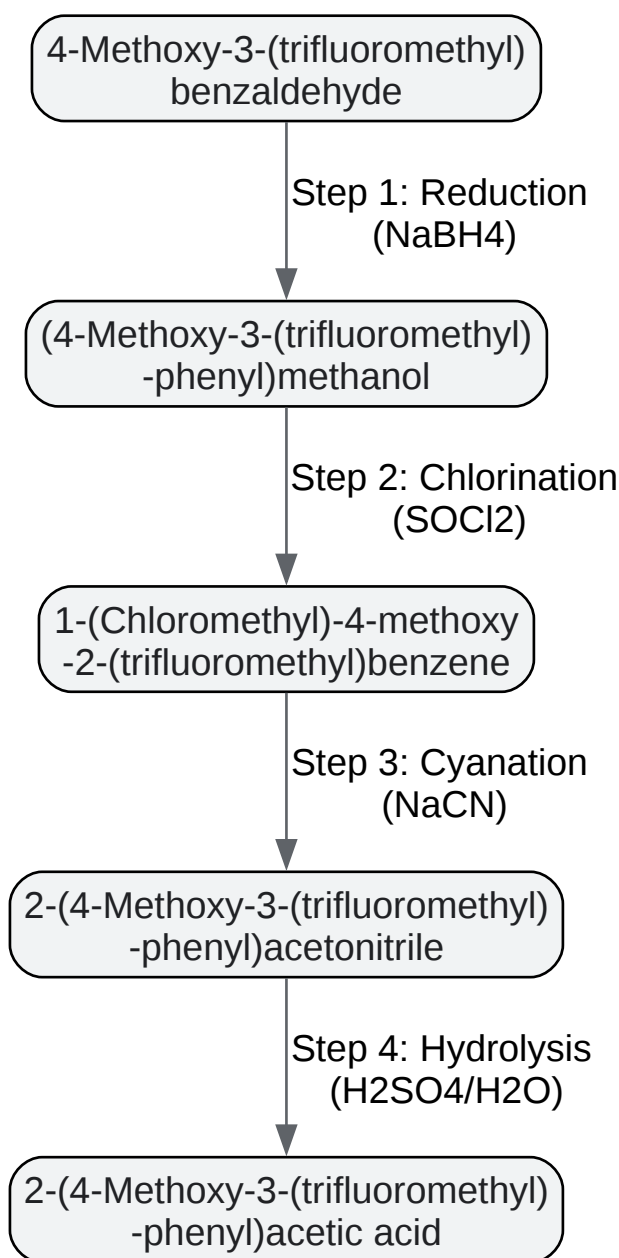 4-Methoxy-3-(trifluoromethyl)
benzaldehyde
Step 1: Reduction
(NaBH4)
(4-Methoxy-3-(trifluoromethyl)
-phenyl)methanol
Step 2: Chlorination
(SOCl2)
1-(Chloromethyl)-4-methoxy
-2-(trifluoromethyl)benzene
Step 3: Cyanation
(NaCN)
2-(4-Methoxy-3-(trifluoromethyl)
-phenyl)acetonitrile
Step 4: Hydrolysis
(H2SO4/H2O)
2-(4-Methoxy-3-(trifluoromethyl)
-phenyl)acetic acid